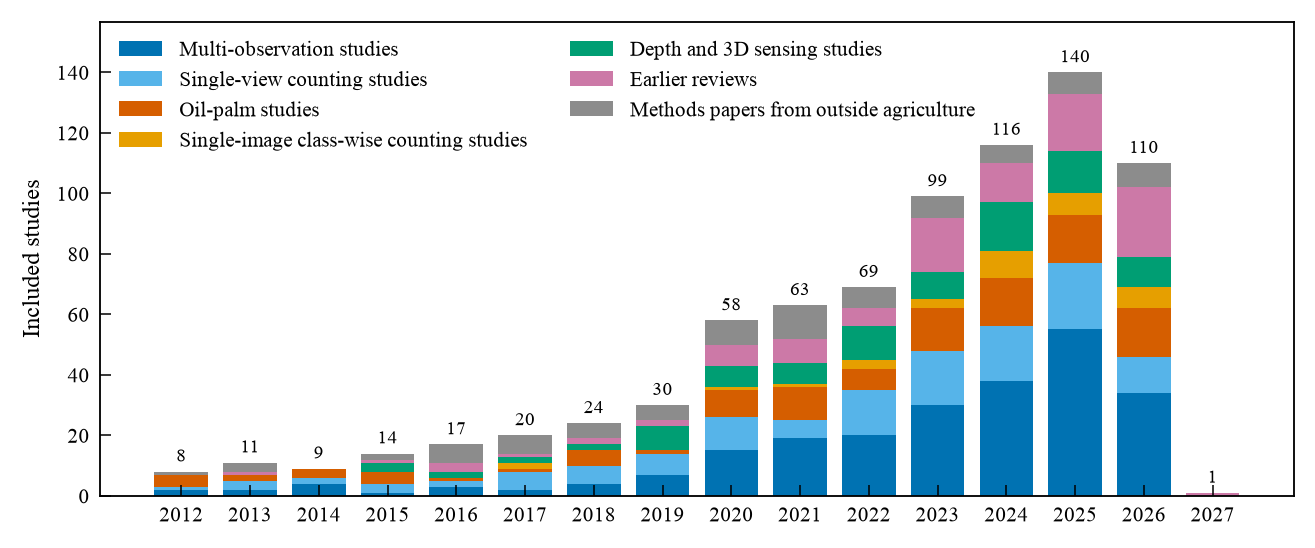 Multi-observation studies
Single-view counting studies
Oil-palm studies
Single-image class-wise counting studies
Depth and 3D sensing studies
Earlier reviews
Methods papers from outside agriculture
Included studies
140
120
100
80
60
40
20
0
8
11
9
14
17
20
24
30
58
63
69
99
116
140
110
1
2012 2013 2014 2015 2016 2017 2018 2019 2020 2021 2022 2023 2024 2025 2026 2027